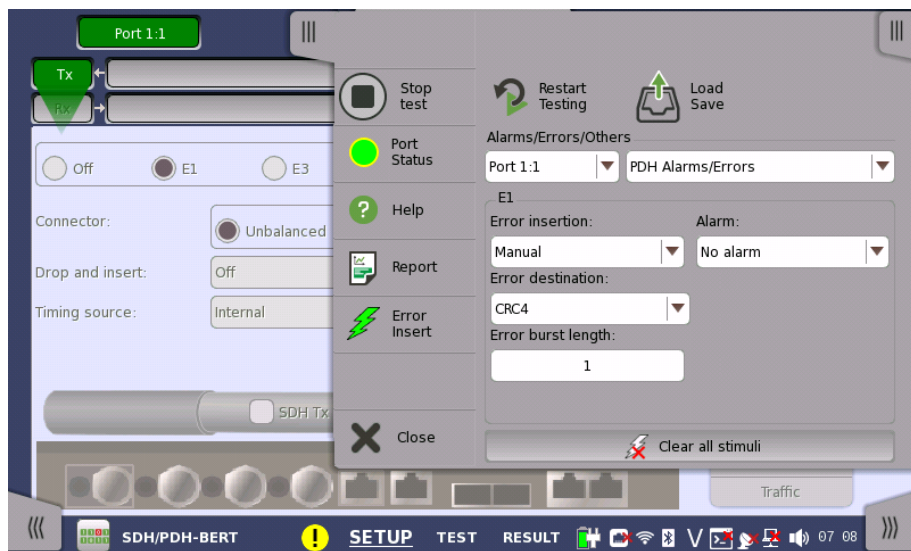 Port 1:1
Tx
Rx
Off E1 E3
Connector: Unbalanced
Drop and insert: Off
Timing source: Internal
SDH Tx
Stop test
Port Status
Help
Report
Error Insert
Close
Restart Testing
Load Save
Alarms/Errors/Others
Port 1:1 PDH Alarms/Errors
E1
Error insertion: Alarm:
Manual No alarm
Error destination:
CRC4
Error burst length:
1
Clear all stimuli
Traffic
SDH/PDH-BERT SETUP TEST RESULT 07 08